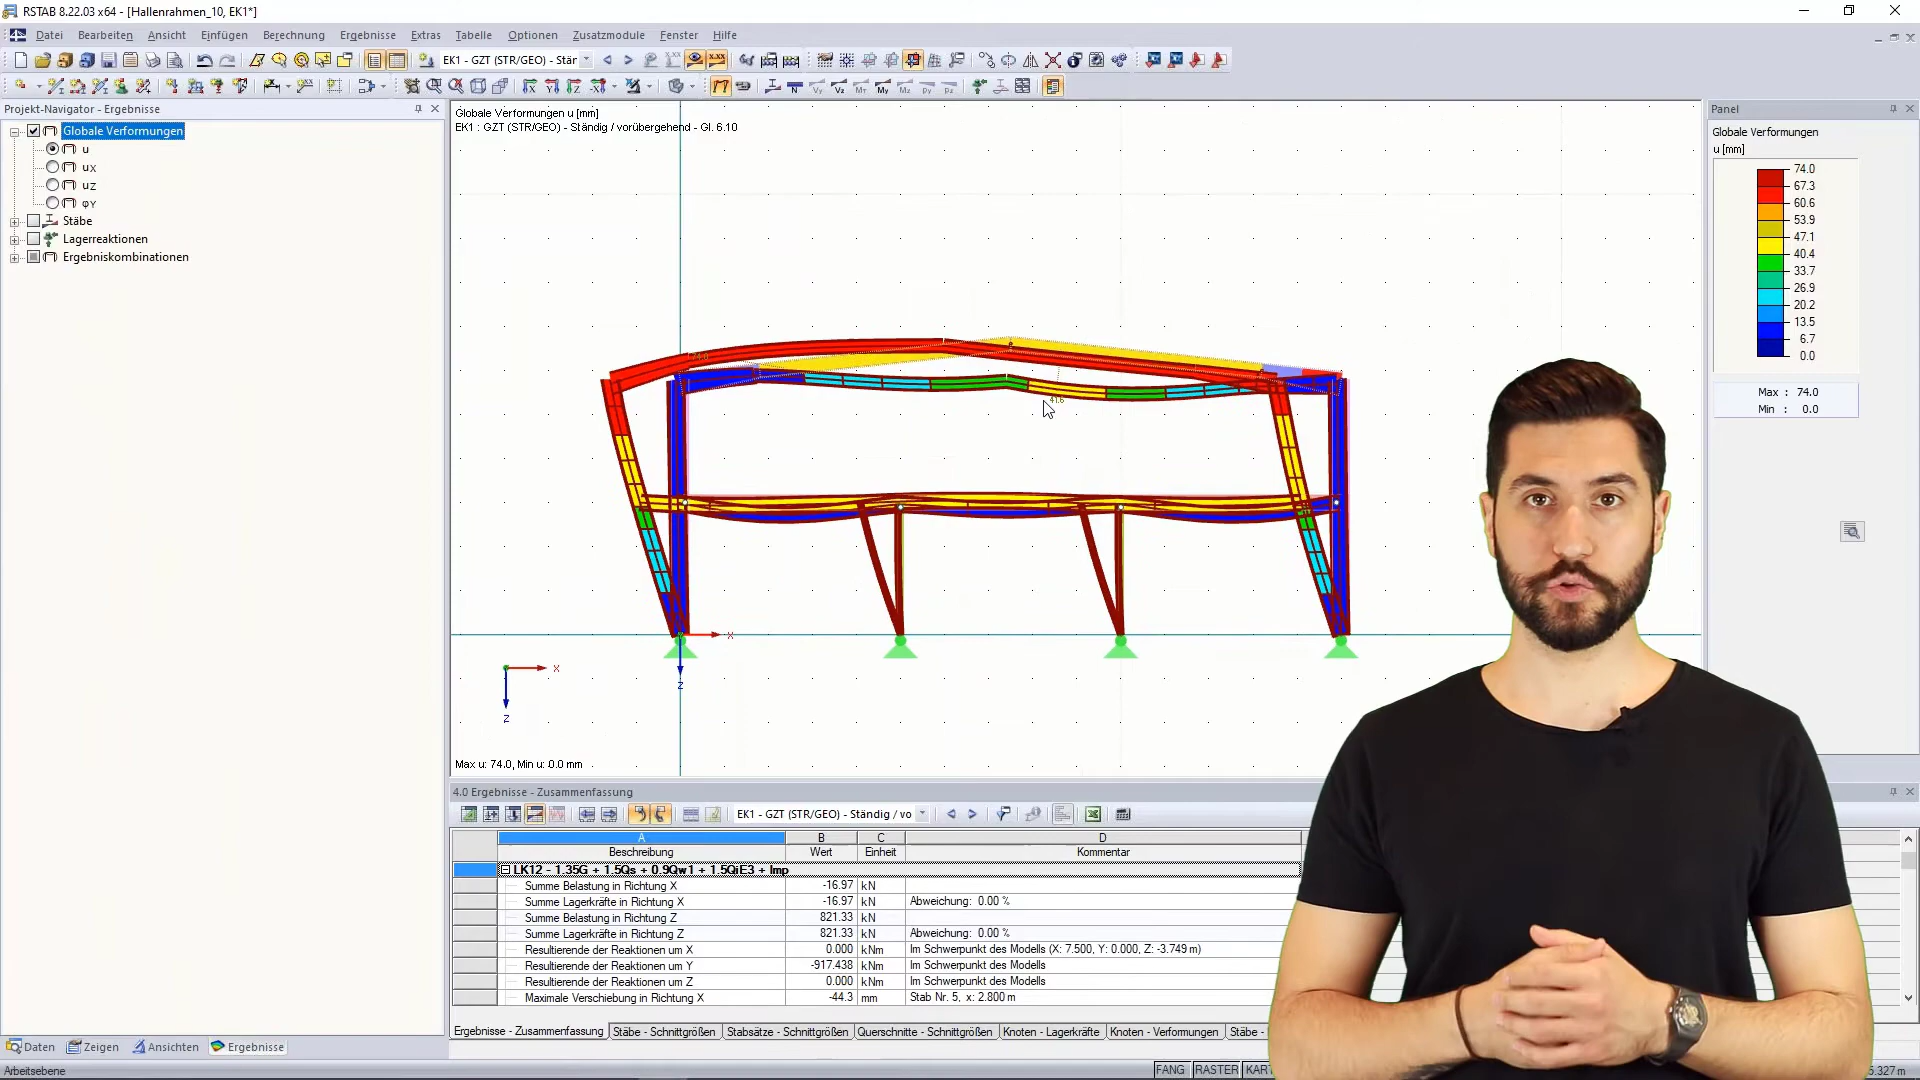 RSTAB 8.22.03 x64 - [Hallenrahmen_10, EK1*]
Datei Bearbeiten Ansicht Einfügen Berechnung Ergebnisse Extras Tabelle Optionen Zusatzmodule Fenster Hilfe
EK1 - GZT (STR/GEO) - Stär
Projekt-Navigator - Ergebnisse
Globale Verformungen
u
ux
uz
φY
Stäbe
Lagerreaktionen
Ergebniskombinationen
Daten Zeigen Ansichten Ergebnisse
Globale Verformungen u [mm]
EK1 : GZT (STR/GEO) - Ständig / vorübergehend - Gl. 6.10
74.0
41.6
X
Z
X
Z
Max u: 74.0, Min u: 0.0 mm
Panel
Globale Verformungen
u [mm]
74.0
67.3
60.6
53.9
47.1
40.4
33.7
26.9
20.2
13.5
6.7
0.0
Max : 74.0
Min : 0.0
4.0 Ergebnisse - Zusammenfassung
EK1 - GZT (STR/GEO) - Ständig / vo
A B C D
Beschreibung Wert Einheit Kommentar
LK12 - 1.35G + 1.5Qs + 0.9Qw1 + 1.5QiE3 + Imp
Summe Belastung in Richtung X -16.97 kN
Summe Lagerkräfte in Richtung X -16.97 kN Abweichung: 0.00 %
Summe Belastung in Richtung Z 821.33 kN
Summe Lagerkräfte in Richtung Z 821.33 kN Abweichung: 0.00 %
Resultierende der Reaktionen um X 0.000 kNm Im Schwerpunkt des Modells (X: 7.500, Y: 0.000, Z: -3.749 m)
Resultierende der Reaktionen um Y -917.438 kNm Im Schwerpunkt des Modells
Resultierende der Reaktionen um Z 0.000 kNm Im Schwerpunkt des Modells
Maximale Verschiebung in Richtung X -44.3 mm Stab Nr. 5, x: 2.800 m
Ergebnisse - Zusammenfassung Stäbe - Schnittgrößen Stabsätze - Schnittgrößen Querschnitte - Schnittgrößen Knoten - Lagerkräfte Knoten - Verformungen Stäbe -
Arbeitsebene
FANG RASTER KART 5.327 m